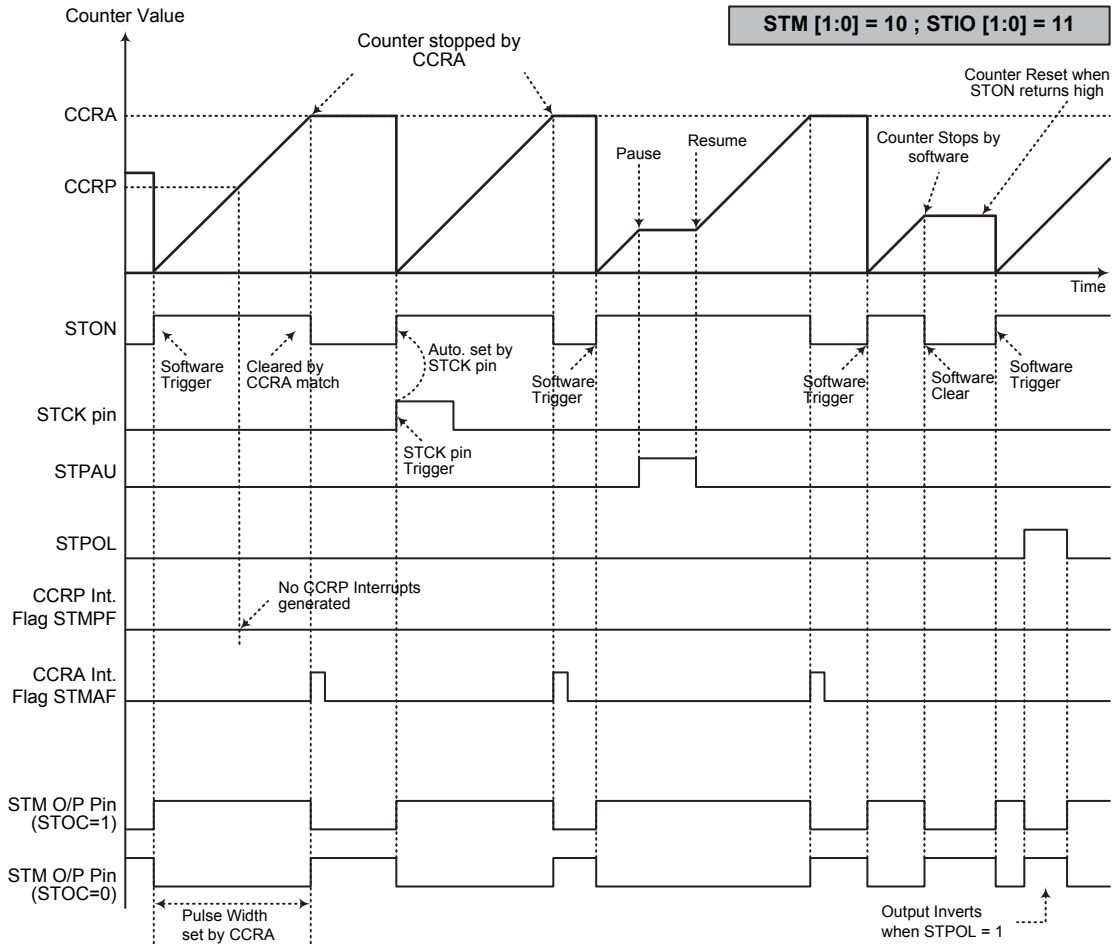 Counter Value
STM [1:0] = 10 ; STIO [1:0] = 11
Counter stopped by
CCRA
Counter Reset when
STON returns high
CCRA
Pause
Resume
Counter Stops by
software
CCRP
Time
STON
Software
Trigger
Cleared by
CCRA match
Auto. set by
STCK pin
Software
Trigger
Software
Trigger
Software
Clear
Software
Trigger
STCK pin
STCK pin
Trigger
STPAU
STPOL
CCRP Int.
Flag STMPF
No CCRP Interrupts
generated
CCRA Int.
Flag STMAF
STM O/P Pin
(STOC=1)
STM O/P Pin
(STOC=0)
Pulse Width
set by CCRA
Output Inverts
when STPOL = 1